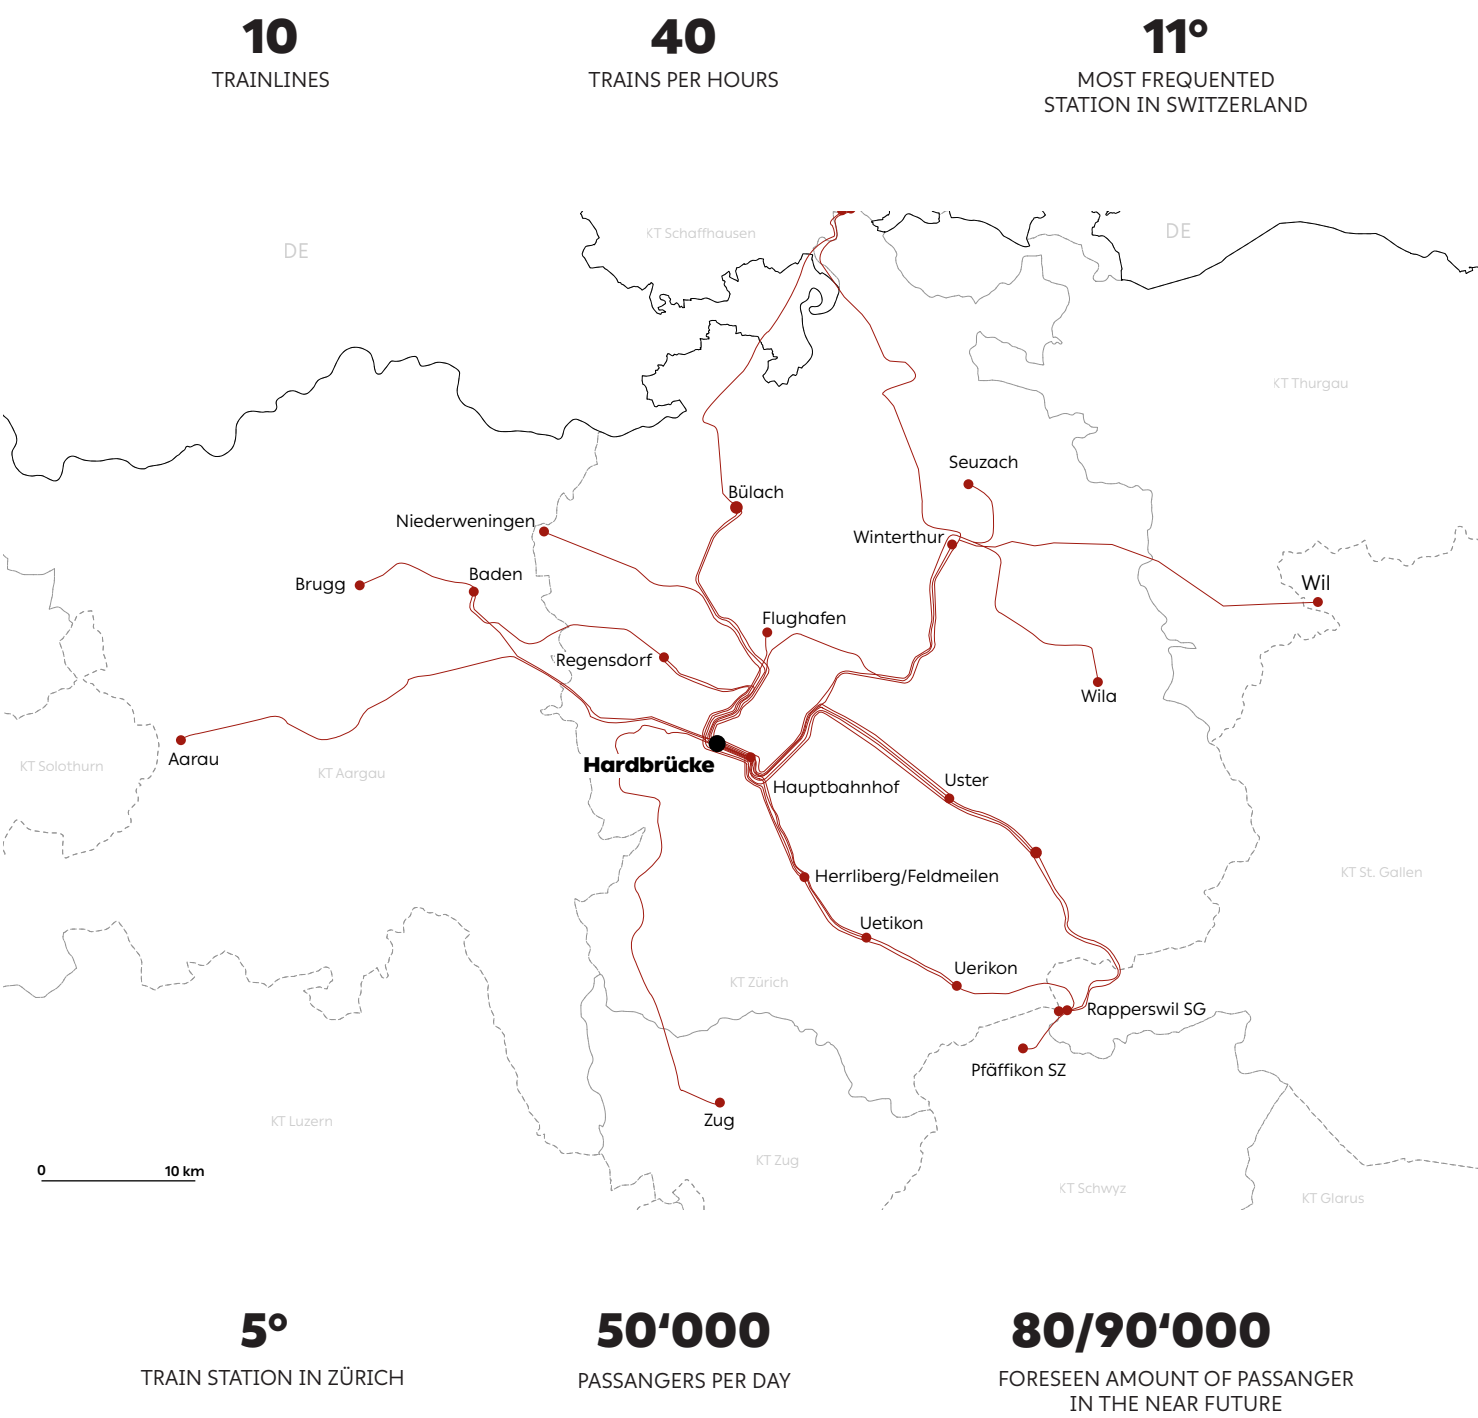 10
TRAINLINES
40
TRAINS PER HOURS
11°
MOST FREQUENTED
STATION IN SWITZERLAND
DE
KT Schaffhausen
DE
KT Thurgau
Seuzach
Bülach
Niederweningen
Winterthur
Baden
Brugg
Wil
Flughafen
Regensdorf
Wila
Aarau
KT Solothurn
KT Aargau
Hardbrücke
Hauptbahnhof
Uster
KT St. Gallen
Herrliberg/Feldmeilen
Uetikon
Uerikon
KT Zürich
Rapperswil SG
Pfäffikon SZ
Zug
KT Luzern
KT Zug
0
10 km
KT Schwyz
KT Glarus
5°
TRAIN STATION IN ZÜRICH
50‘000
PASSANGERS PER DAY
80/90‘000
FORESEEN AMOUNT OF PASSANGER
IN THE NEAR FUTURE